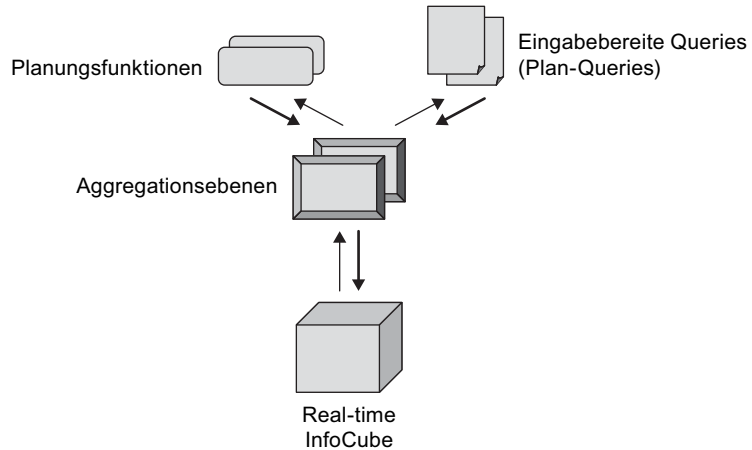 Planungsfunktionen
Eingabebereite Queries
(Plan-Queries)
Aggregationsebenen
Real-time
InfoCube